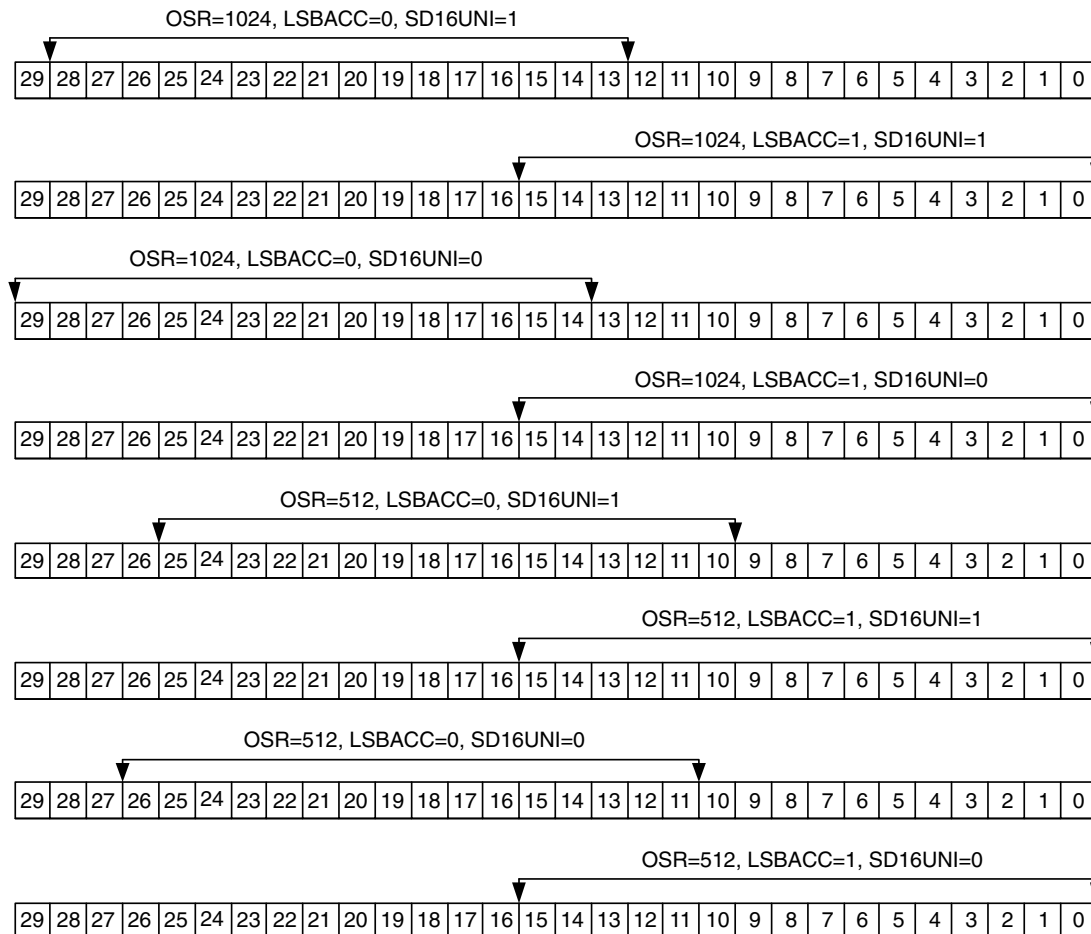 OSR=1024, LSBACC=0, SD16UNI=1
29 28 27 26 25 24 23 22 21 20 19 18 17 16 15 14 13 12 11 10 9 8 7 6 5 4 3 2 1 0
OSR=1024, LSBACC=1, SD16UNI=1
29 28 27 26 25 24 23 22 21 20 19 18 17 16 15 14 13 12 11 10 9 8 7 6 5 4 3 2 1 0
OSR=1024, LSBACC=0, SD16UNI=0
29 28 27 26 25 24 23 22 21 20 19 18 17 16 15 14 13 12 11 10 9 8 7 6 5 4 3 2 1 0
OSR=1024, LSBACC=1, SD16UNI=0
29 28 27 26 25 24 23 22 21 20 19 18 17 16 15 14 13 12 11 10 9 8 7 6 5 4 3 2 1 0
OSR=512, LSBACC=0, SD16UNI=1
29 28 27 26 25 24 23 22 21 20 19 18 17 16 15 14 13 12 11 10 9 8 7 6 5 4 3 2 1 0
OSR=512, LSBACC=1, SD16UNI=1
29 28 27 26 25 24 23 22 21 20 19 18 17 16 15 14 13 12 11 10 9 8 7 6 5 4 3 2 1 0
OSR=512, LSBACC=0, SD16UNI=0
29 28 27 26 25 24 23 22 21 20 19 18 17 16 15 14 13 12 11 10 9 8 7 6 5 4 3 2 1 0
OSR=512, LSBACC=1, SD16UNI=0
29 28 27 26 25 24 23 22 21 20 19 18 17 16 15 14 13 12 11 10 9 8 7 6 5 4 3 2 1 0